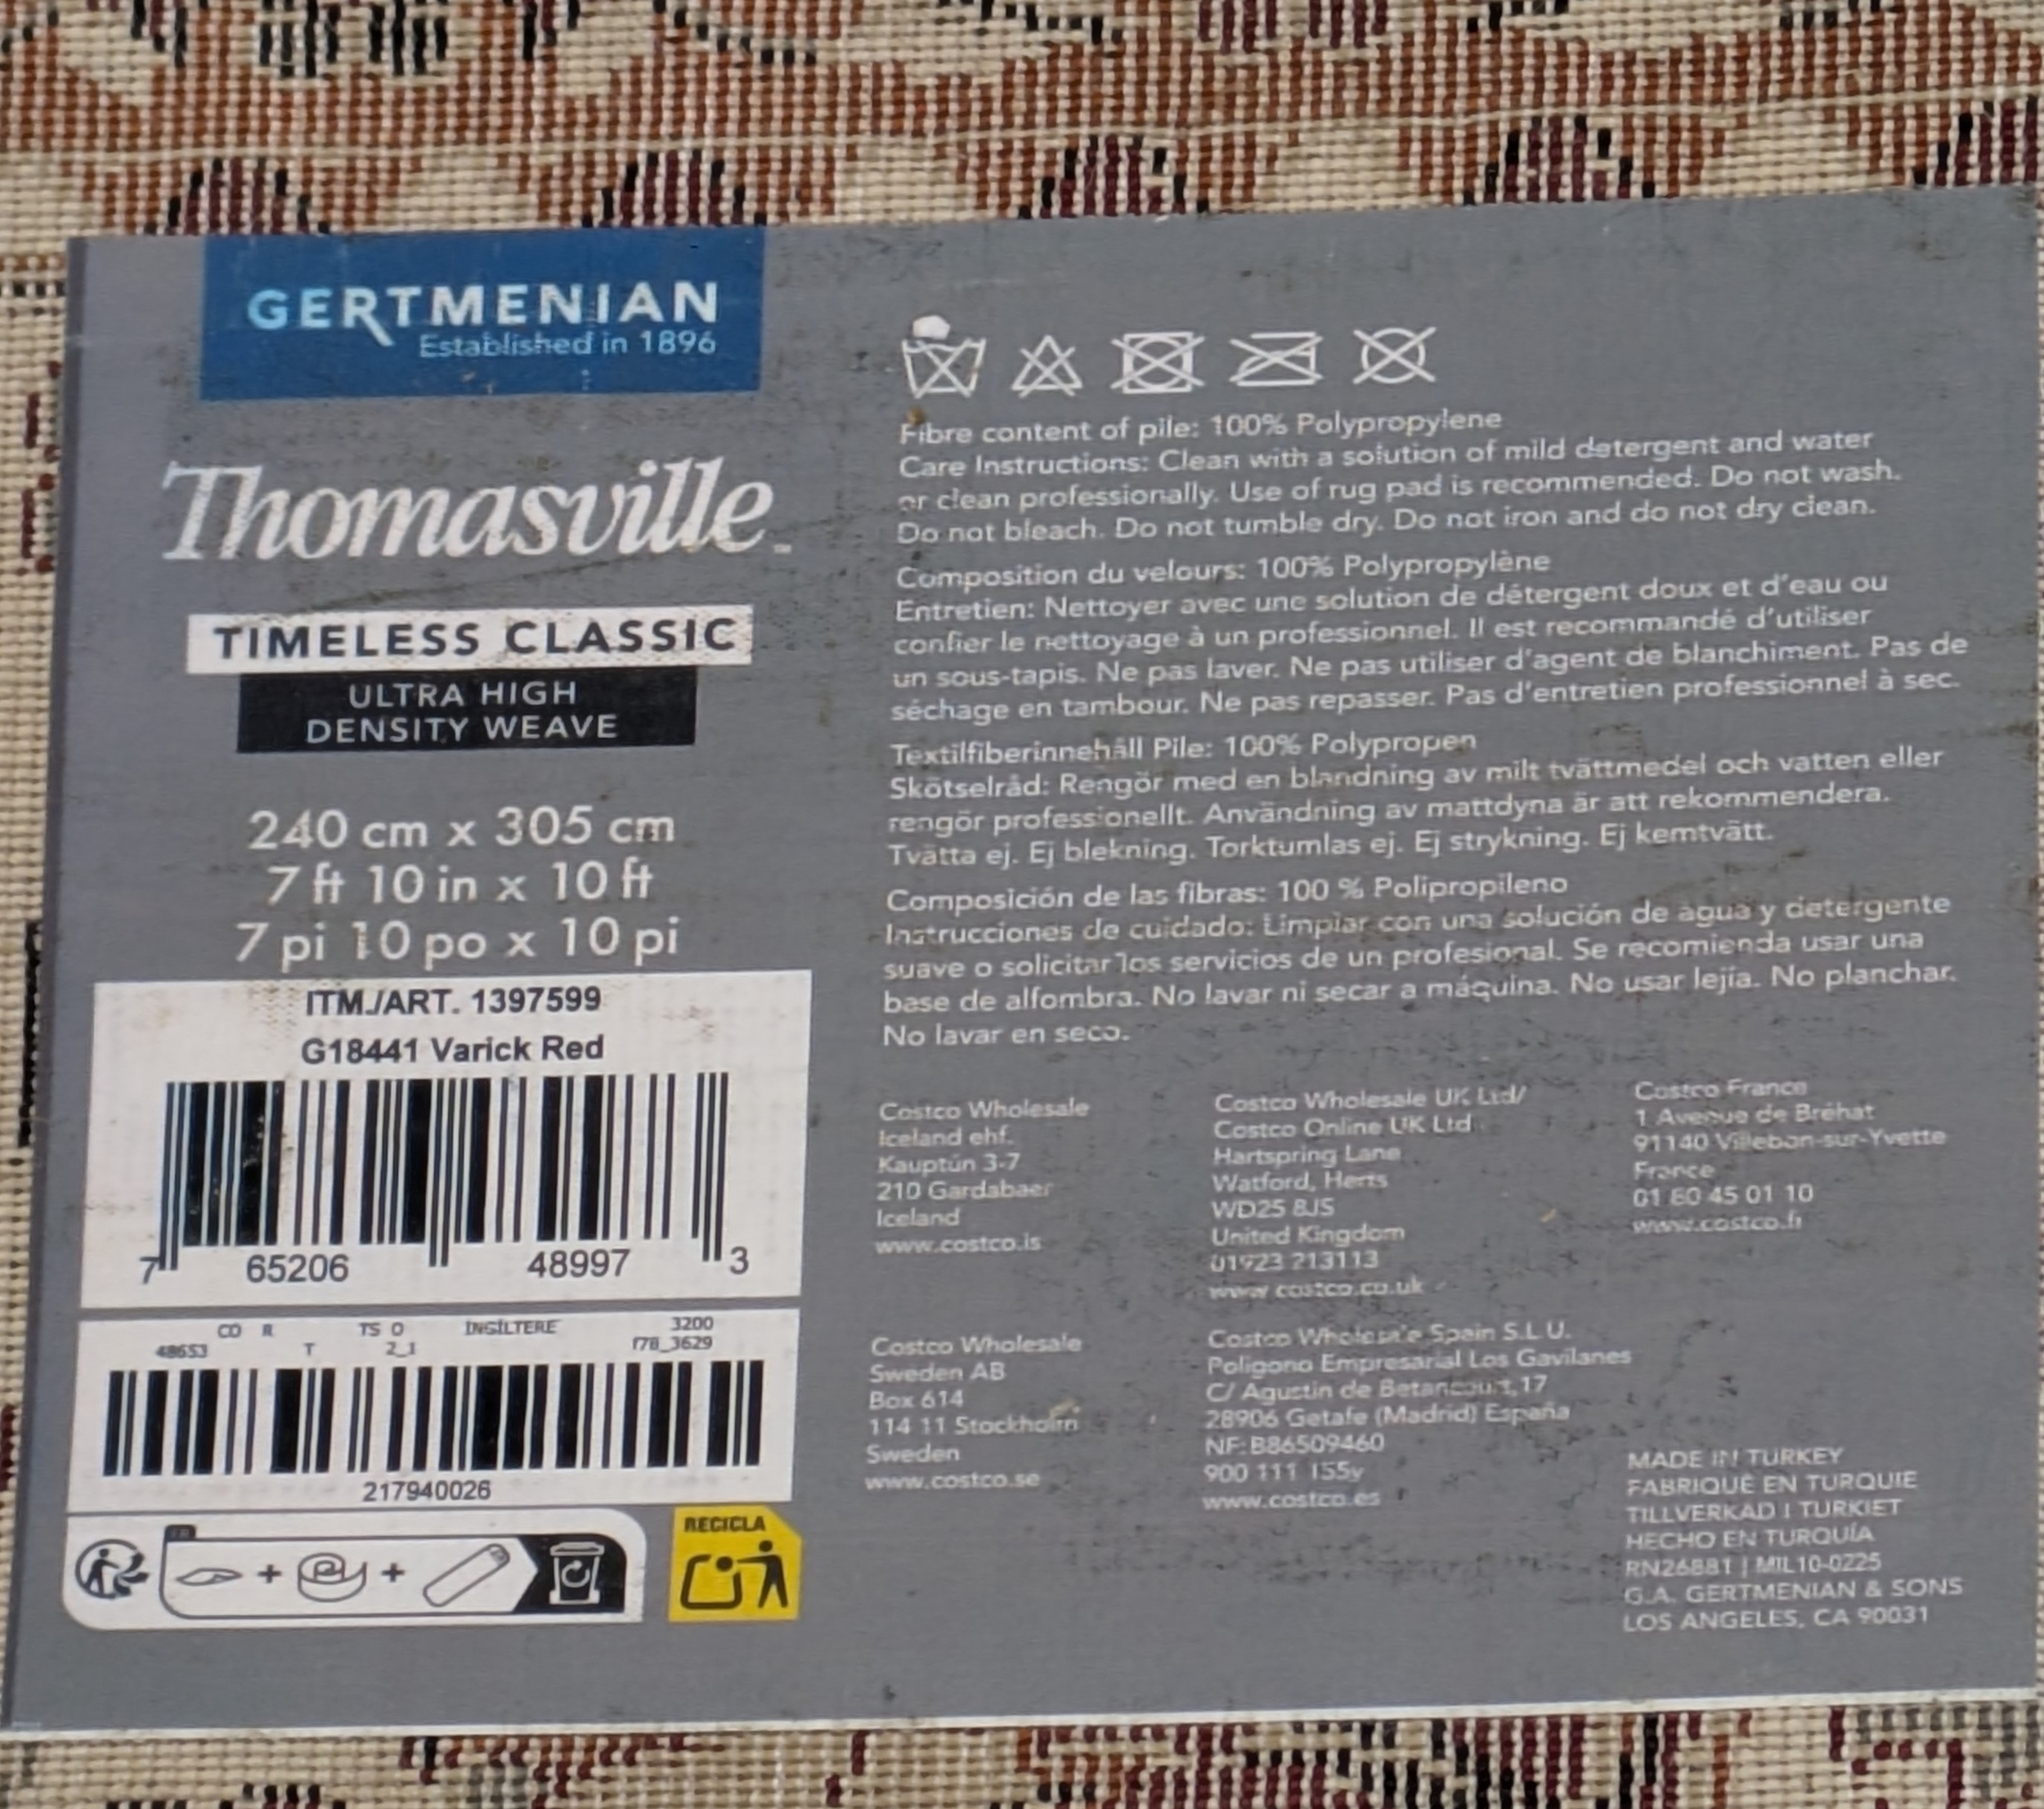 GERTMENIAN
Established in 1896
Thomasville
TIMELESS CLASSIC
ULTRA HIGH
DENSITY WEAVE
240 cm x 305 cm
7 ft 10 in x 10 ft
7 pi 10 po x 10 pi
ITM./ART. 1397599
G18441 Varick Red
7 65206 48997 3
CO R TS O İNGİLTERE 3200
48653 T 2_1 f78_3629
217940026
RECICLA
Fibre content of pile: 100% Polypropylene
Care Instructions: Clean with a solution of mild detergent and water
or clean professionally. Use of rug pad is recommended. Do not wash.
Do not bleach. Do not tumble dry. Do not iron and do not dry clean.
Composition du velours: 100% Polypropylène
Entretien: Nettoyer avec une solution de détergent doux et d'eau ou
confier le nettoyage à un professionnel. Il est recommandé d'utiliser
un sous-tapis. Ne pas laver. Ne pas utiliser d'agent de blanchiment. Pas de
séchage en tambour. Ne pas repasser. Pas d'entretien professionnel à sec.
Textilfiberinnehåll Pile: 100% Polypropen
Skötselråd: Rengör med en blandning av milt tvättmedel och vatten eller
rengör professionellt. Användning av mattdyna är att rekommendera.
Tvätta ej. Ej blekning. Torktumlas ej. Ej strykning. Ej kemtvätt.
Composición de las fibras: 100 % Polipropileno
Instrucciones de cuidado: Limpiar con una solución de agua y detergente
suave o solicitar los servicios de un profesional. Se recomienda usar una
base de alfombra. No lavar ni secar a máquina. No usar lejía. No planchar.
No lavar en seco.
Costco Wholesale
Iceland ehf.
Kauptún 3-7
210 Gardabaer
Iceland
www.costco.is
Costco Wholesale UK Ltd/
Costco Online UK Ltd
Hartspring Lane
Watford, Herts
WD25 8JS
United Kingdom
01923 213113
www.costco.co.uk
Costco France
1 Avenue de Bréhat
91140 Villebon-sur-Yvette
France
01 80 45 01 10
www.costco.fr
Costco Wholesale
Sweden AB
Box 614
114 11 Stockholm
Sweden
www.costco.se
Costco Wholesale Spain S.L.U.
Poligono Empresarial Los Gavilanes
C/ Agustin de Betancourt, 17
28906 Getafe (Madrid) España
NF: B86509460
900 111 155
www.costco.es
MADE IN TURKEY
FABRIQUÉ EN TURQUIE
TILLVERKAD I TURKIET
HECHO EN TURQUÍA
RN26881 | MIL10-0225
G.A. GERTMENIAN & SONS
LOS ANGELES, CA 90031